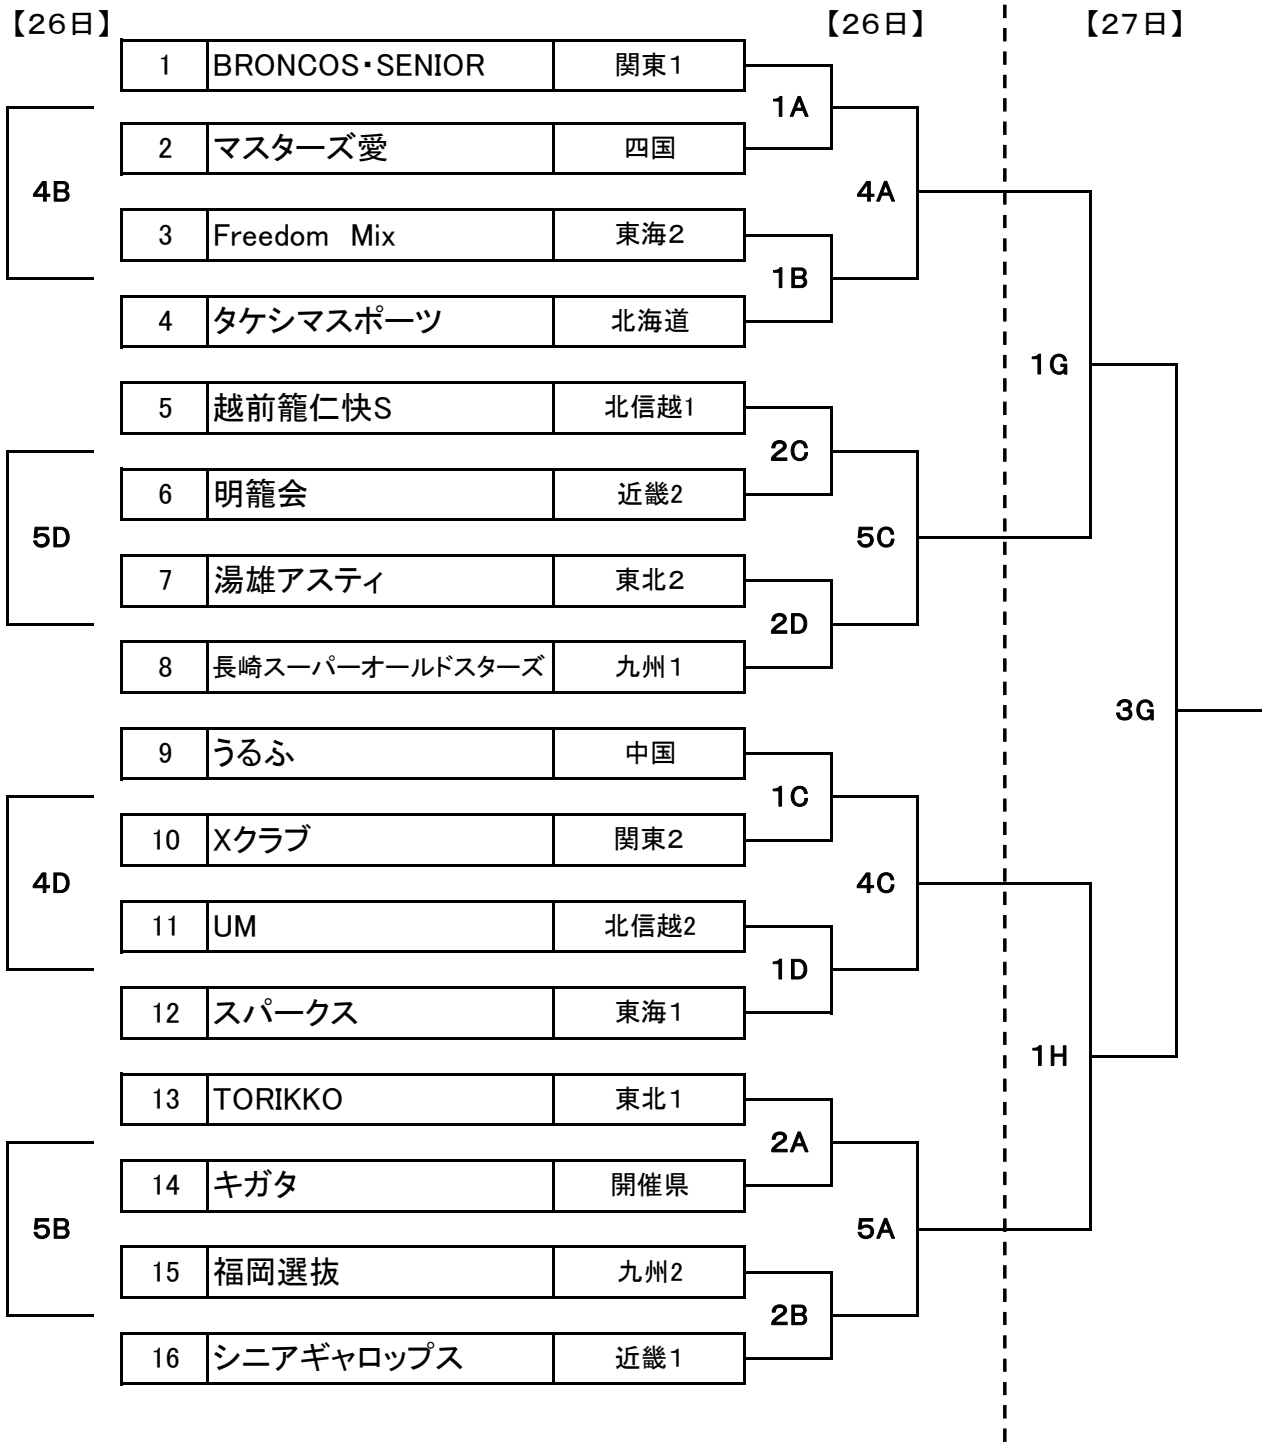 【26日】 【26日】 【27日】
1 BRONCOS・SENIOR 関東1
1A
2 マスターズ愛 四国
4B 4A
3 Freedom Mix 東海2
1B
4 タケシマスポーツ 北海道
1G
5 越前籠仁快S 北信越1
2C
6 明籠会 近畿2
5D 5C
7 湯雄アスティ 東北2
2D
8 長崎スーパーオールドスターズ 九州1
3G
9 うるふ 中国
1C
10 Xクラブ 関東2
4D 4C
11 UM 北信越2
1D
12 スパークス 東海1
1H
13 TORIKKO 東北1
2A
14 キガタ 開催県
5B 5A
15 福岡選抜 九州2
2B
16 シニアギャロップス 近畿1